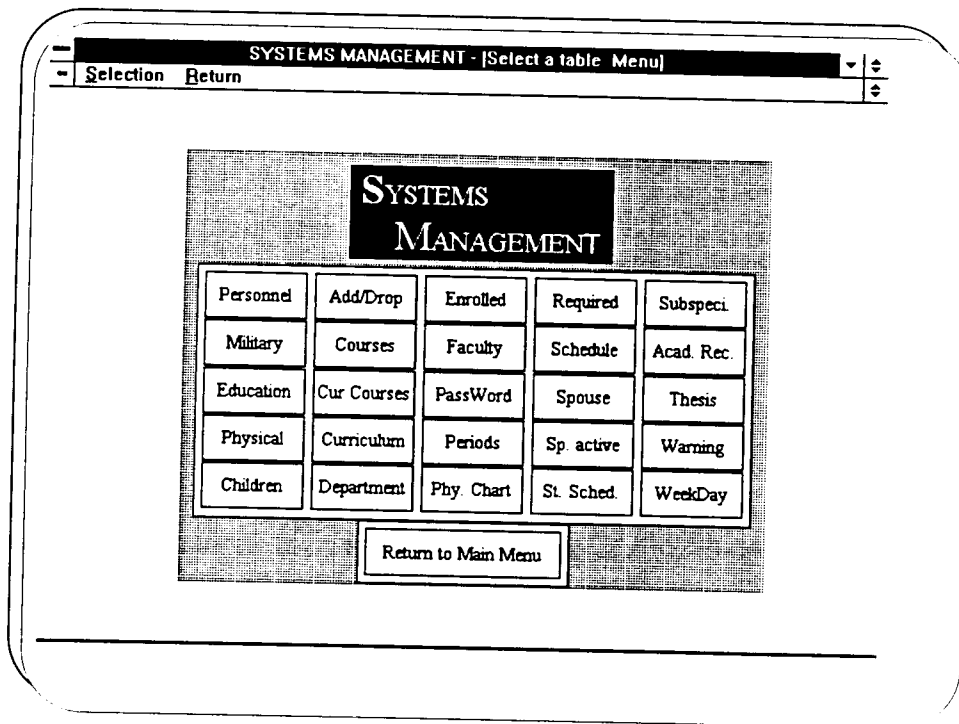 SYSTEMS MANAGEMENT - [Select a table Menu]
Selection Return
SYSTEMS
MANAGEMENT
Personnel Add/Drop Enrolled Required Subspeci.
Military Courses Faculty Schedule Acad. Rec.
Education Cur Courses PassWord Spouse Thesis
Physical Curriculum Periods Sp. active Warning
Children Department Phy. Chart St. Sched. WeekDay
Return to Main Menu